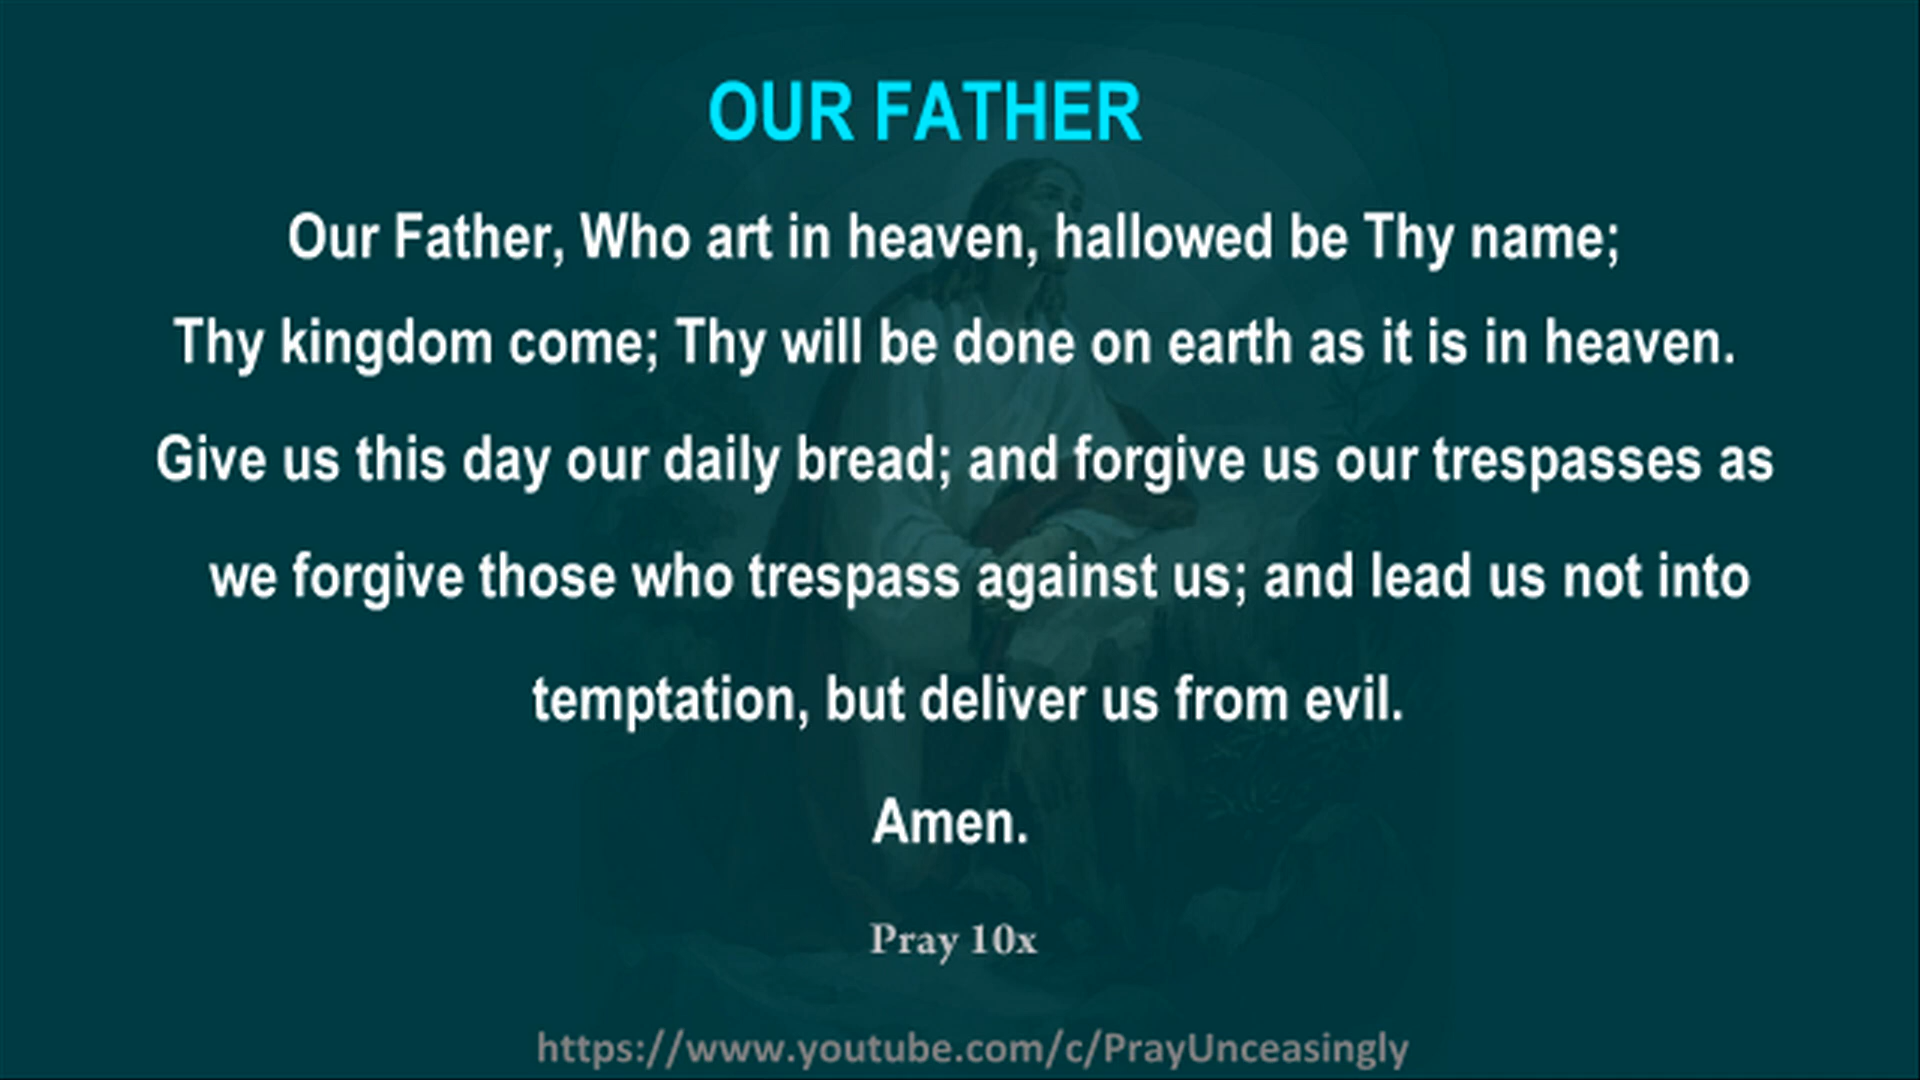 OUR FATHER
Our Father, Who art in heaven, hallowed be Thy name;
Thy kingdom come; Thy will be done on earth as it is in heaven.
Give us this day our daily bread; and forgive us our trespasses as
we forgive those who trespass against us; and lead us not into
temptation, but deliver us from evil.
Amen.
Pray 10x
https://www.youtube.com/c/PrayUnceasingly